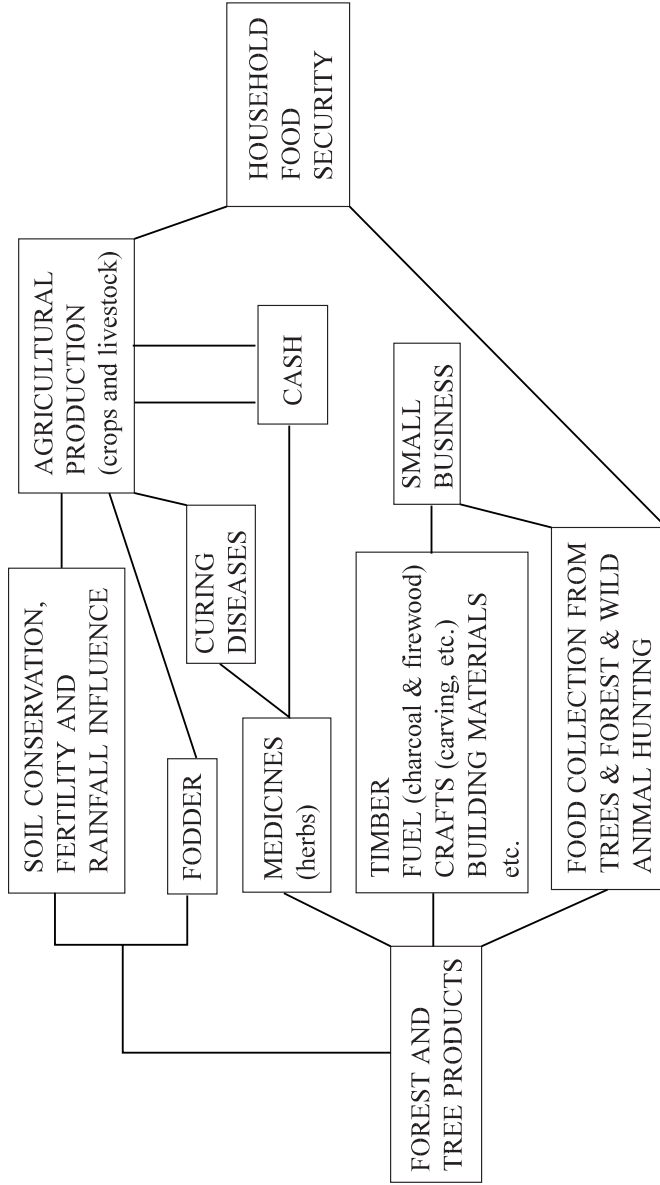 SOIL CONSERVATION,
FERTILITY AND
RAINFALL INFLUENCE
AGRICULTURAL
PRODUCTION
(crops and livestock)
FODDER
CURING
DISEASES
HOUSEHOLD
FOOD
SECURITY
MEDICINES
(herbs)
CASH
FOREST AND
TREE PRODUCTS
TIMBER
FUEL (charcoal & firewood)
CRAFTS (carving, etc.)
BUILDING MATERIALS
etc.
SMALL
BUSINESS
FOOD COLLECTION FROM
TREES & FOREST & WILD
ANIMAL HUNTING